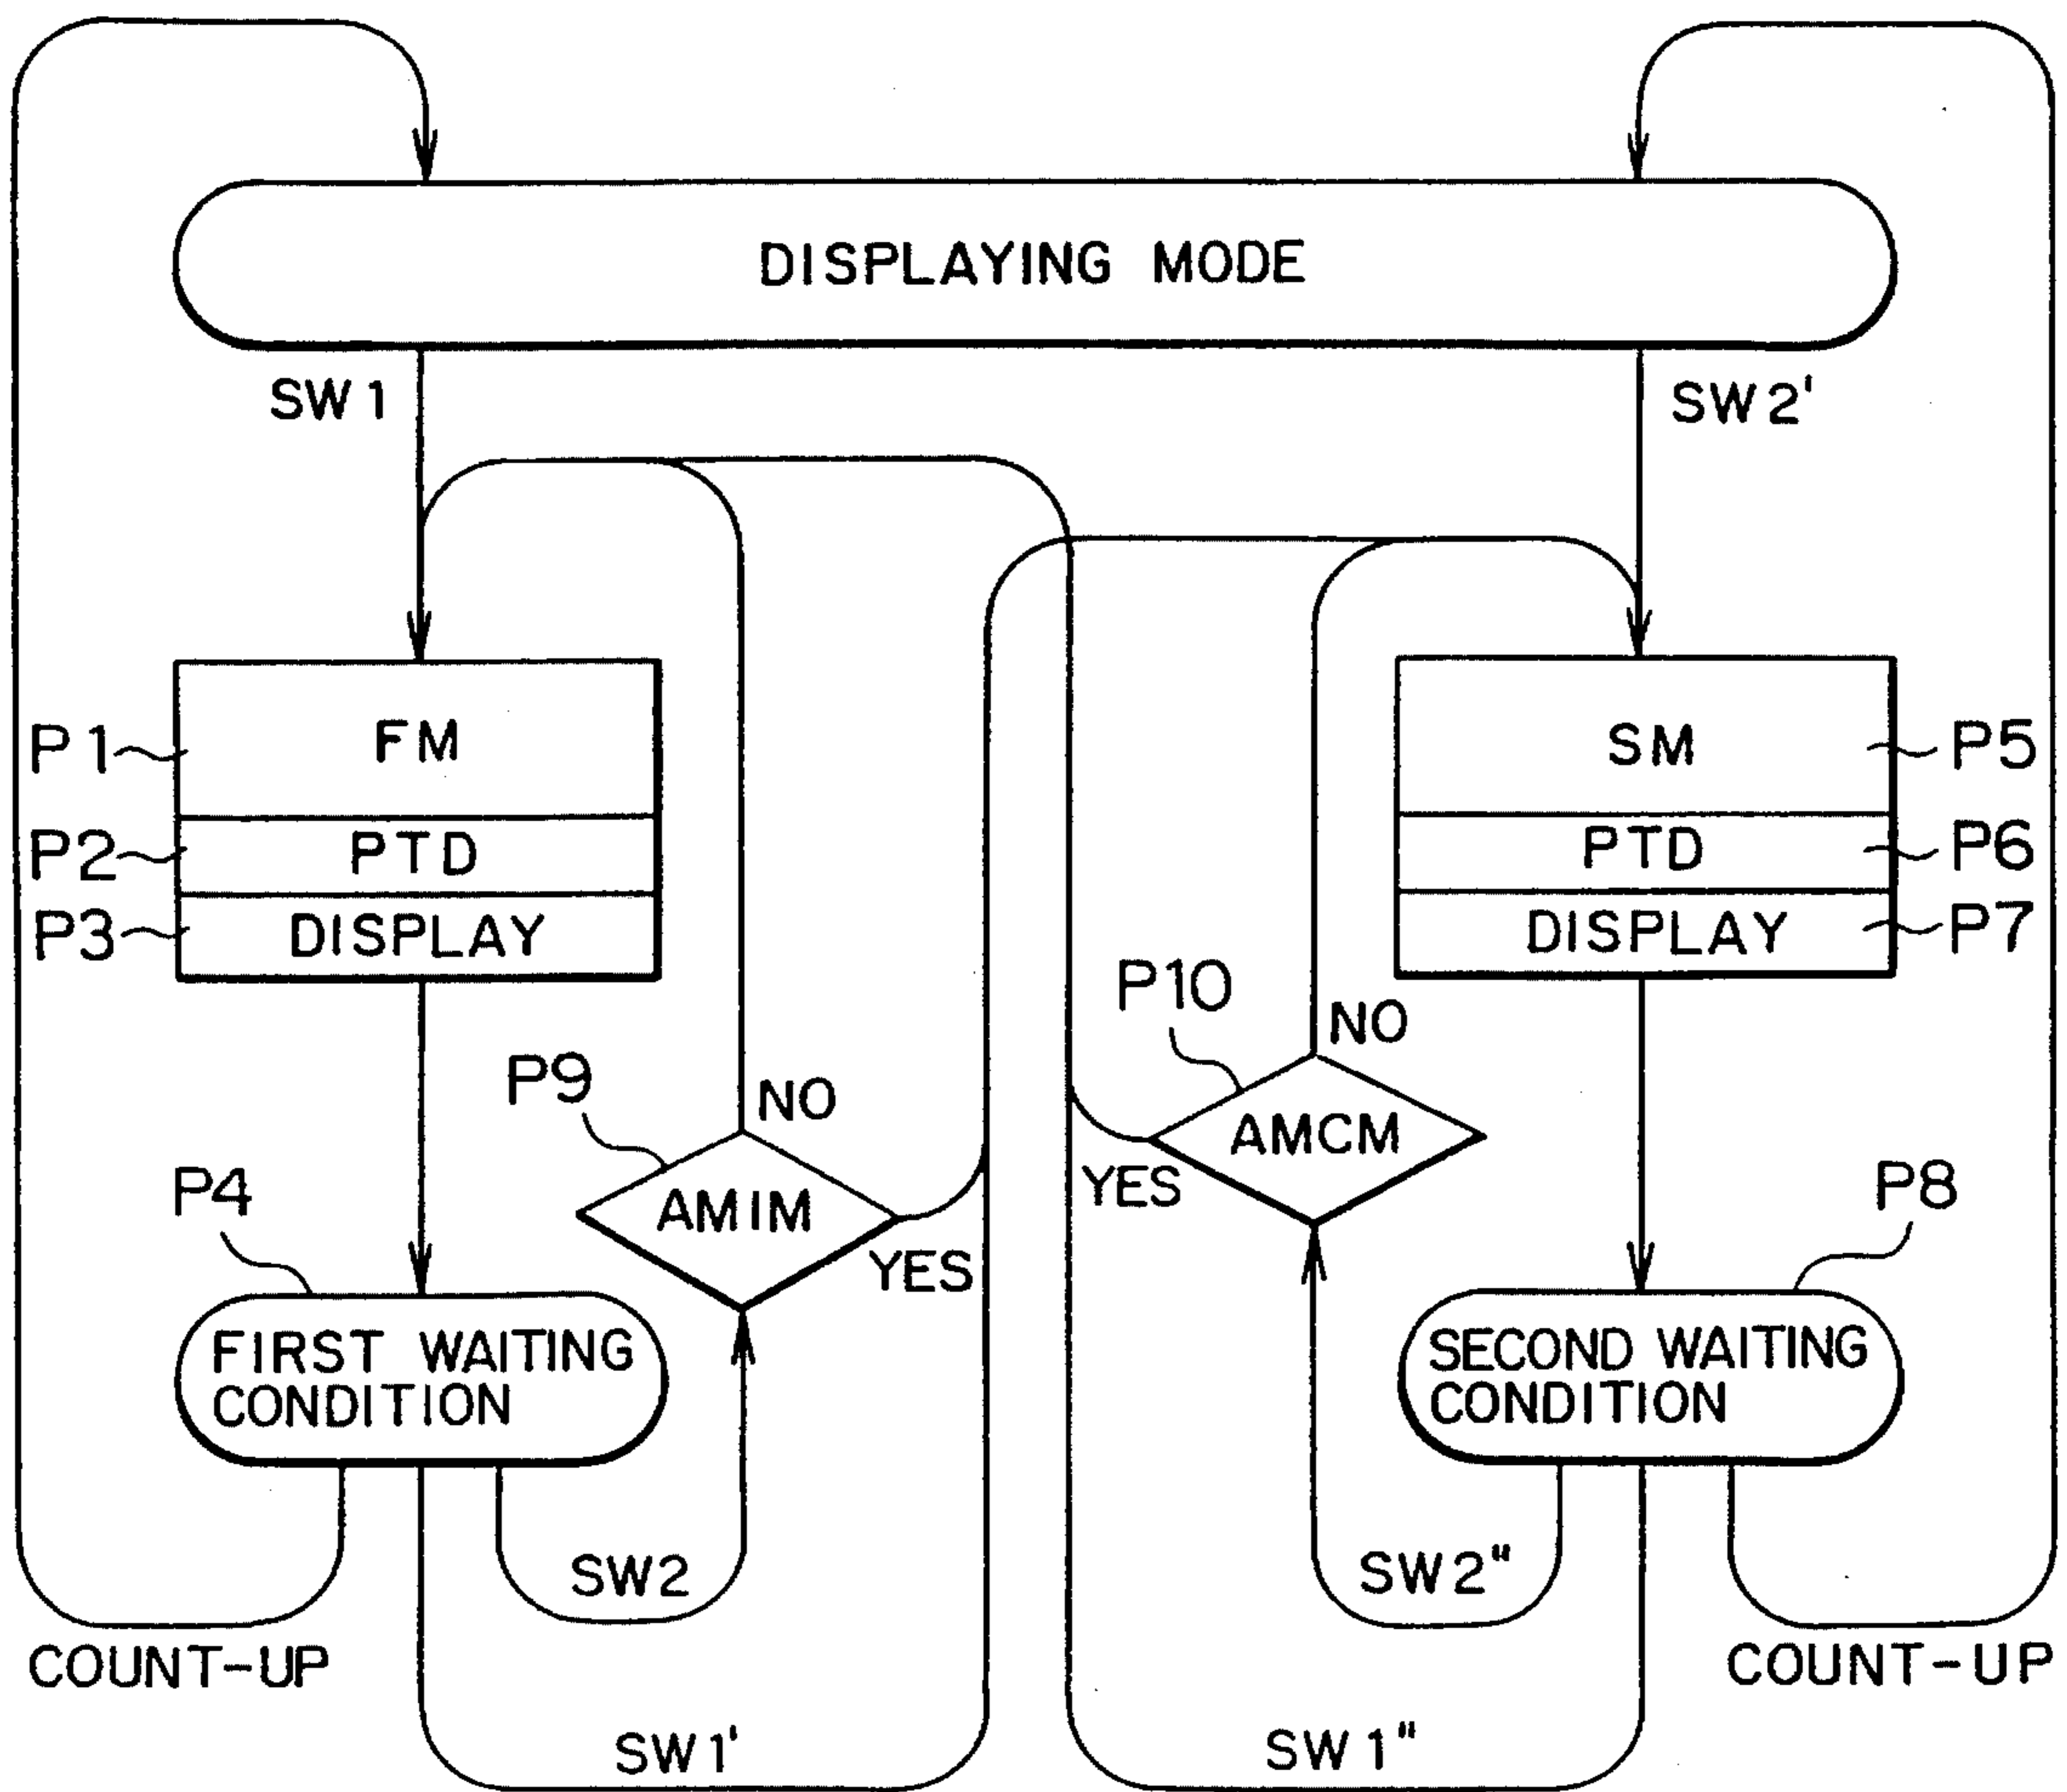 DISPLAYING MODE
SW1
SW2'
P1
FM
SM
P5
P2
PTD
PTD
P6
P3
DISPLAY
DISPLAY
P7
P10
NO
P9
NO
AMCM
YES
P4
AMIM
YES
P8
FIRST WAITING
CONDITION
SECOND WAITING
CONDITION
SW2
SW2"
COUNT-UP
COUNT-UP
SW1'
SW1"